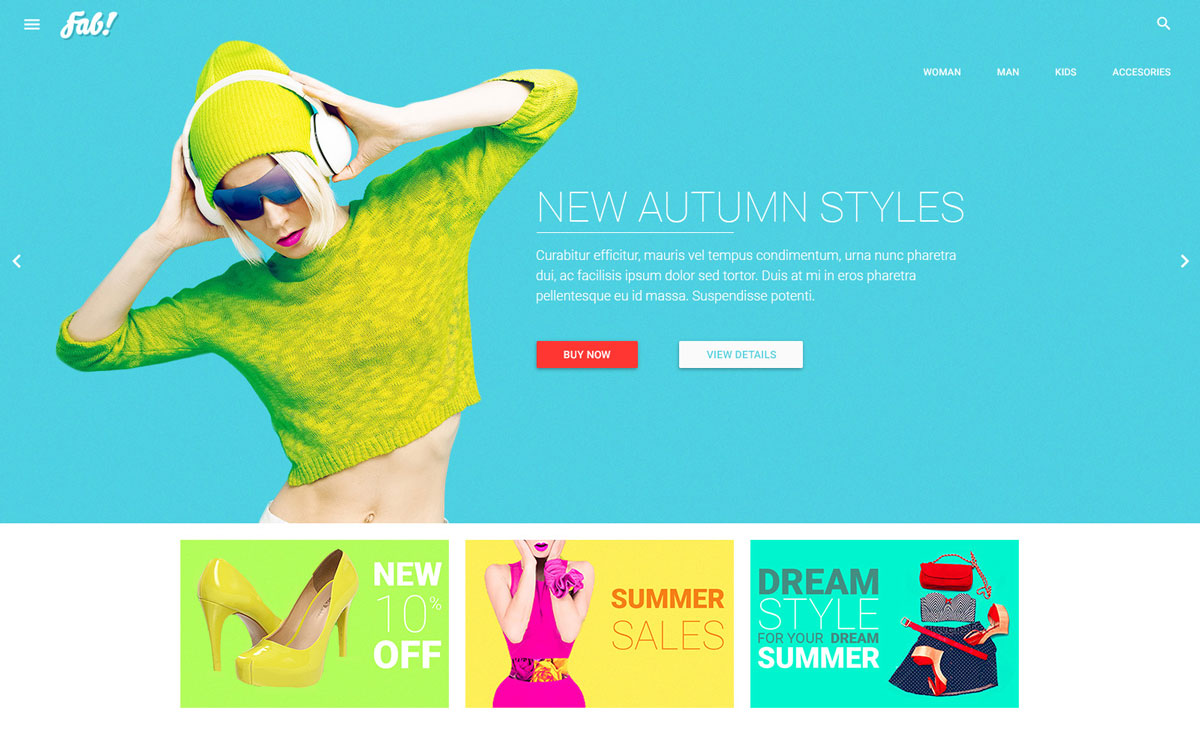 Fab!
WOMAN MAN KIDS ACCESORIES
NEW AUTUMN STYLES
Curabitur efficitur, mauris vel tempus condimentum, urna nunc pharetra
dui, ac facilisis ipsum dolor sed tortor. Duis at mi in eros pharetra
pellentesque eu id massa. Suspendisse potenti.
BUY NOW VIEW DETAILS
NEW
10%
OFF
SUMMER
SALES
DREAM
STYLE
FOR YOUR DREAM
SUMMER